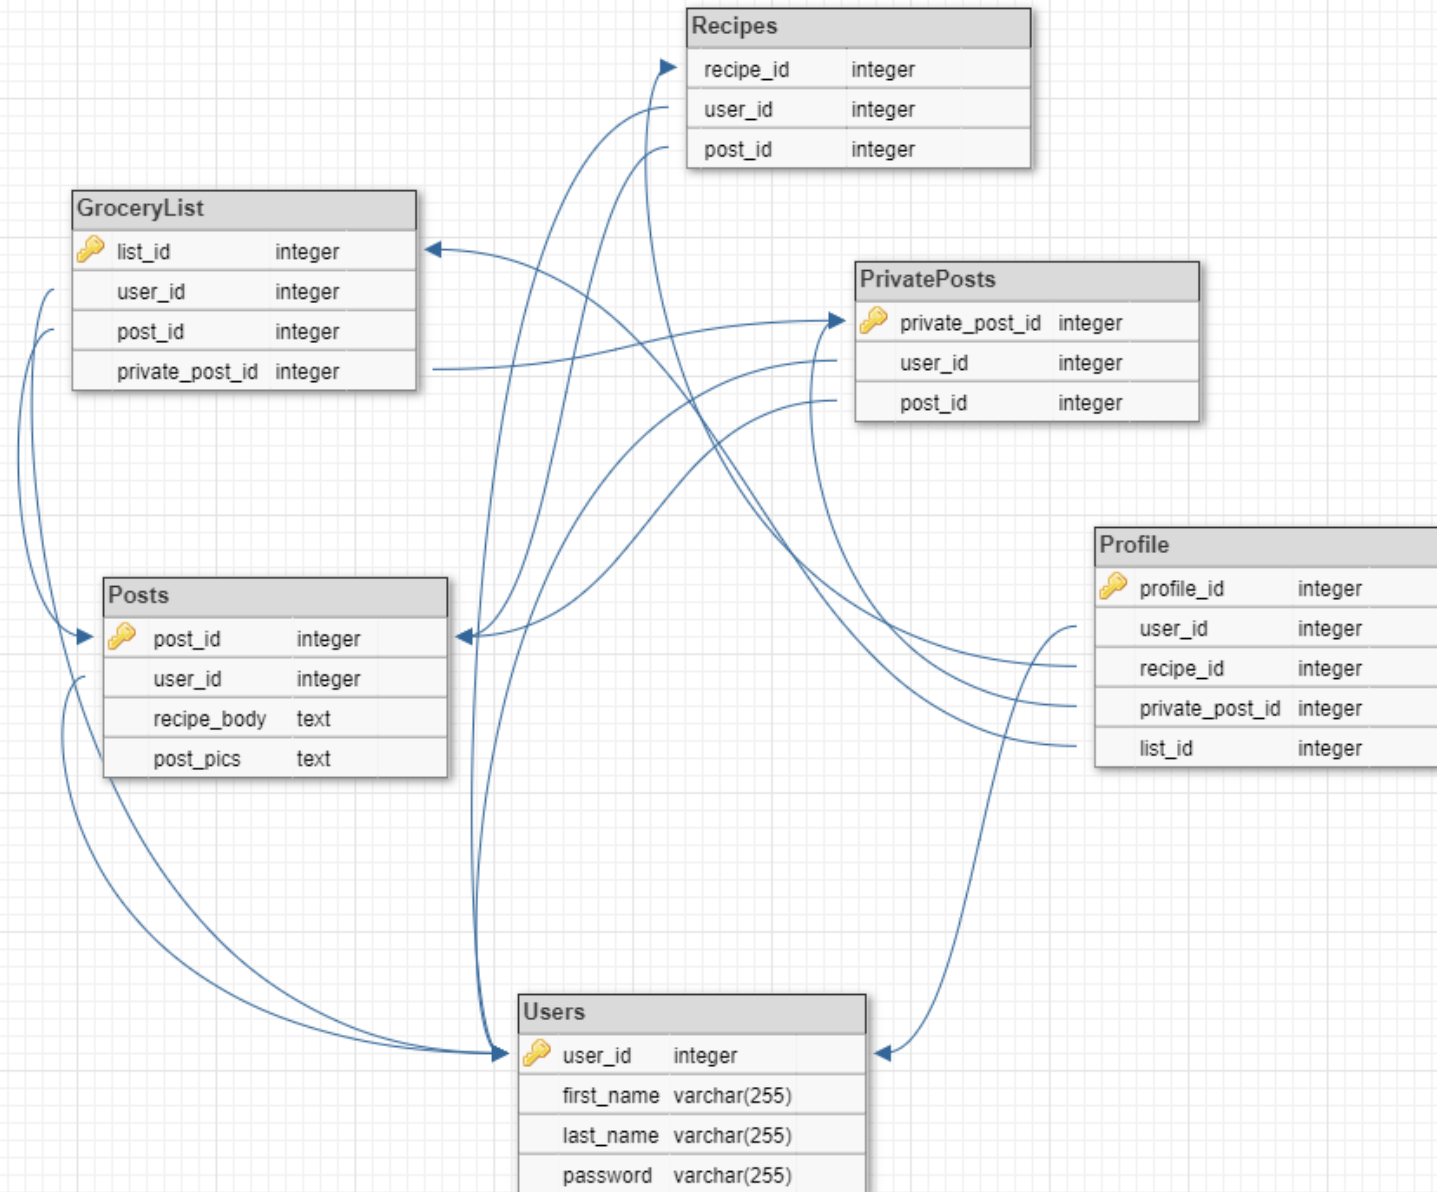 Recipes
recipe_id integer
user_id integer
post_id integer
GroceryList
list_id integer
user_id integer
post_id integer
private_post_id integer
PrivatePosts
private_post_id integer
user_id integer
post_id integer
Profile
profile_id integer
user_id integer
recipe_id integer
private_post_id integer
list_id integer
Posts
post_id integer
user_id integer
recipe_body text
post_pics text
Users
user_id integer
first_name varchar(255)
last_name varchar(255)
password varchar(255)